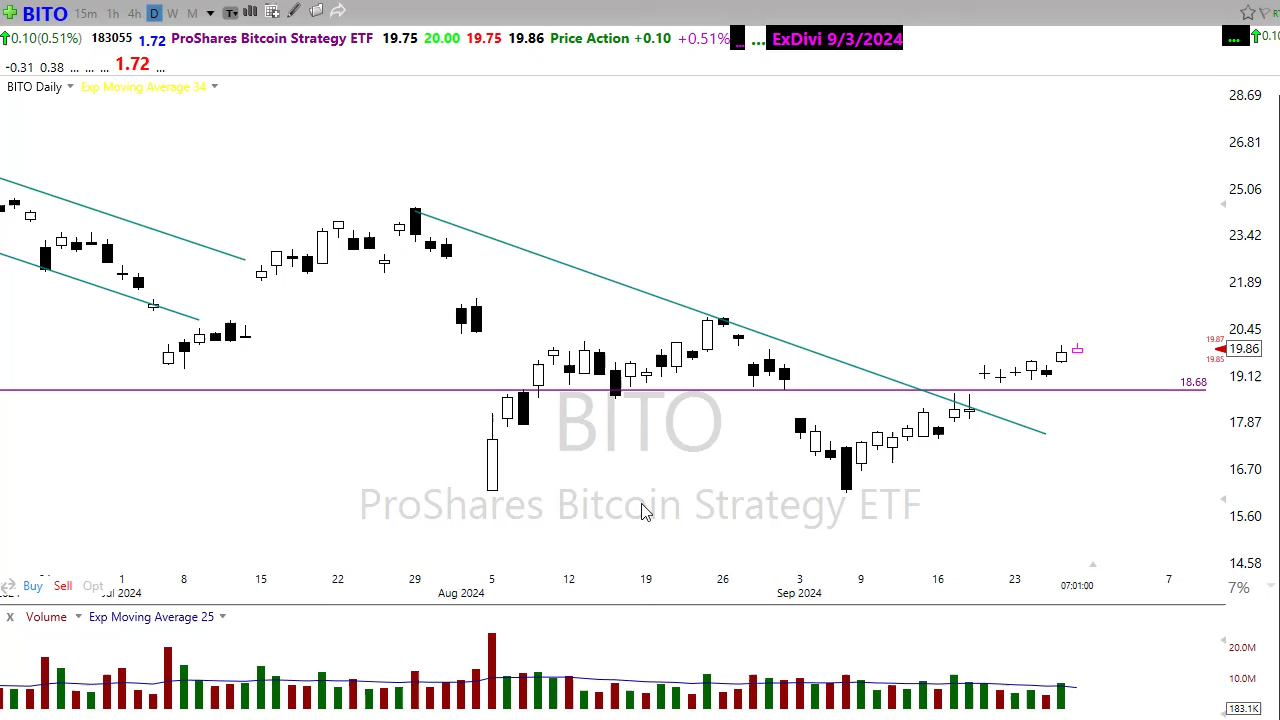 BITO 15m 1h 4h D W M T
0.10(0.51%) 183055 1.72 ProShares Bitcoin Strategy ETF 19.75 20.00 19.75 19.86 Price Action +0.10 +0.51% ... ... ExDivi 9/3/2024 ... 0.10
-0.31 0.38 ... ... ... 1.72 ...
BITO Daily Exp Moving Average 34
28.69
26.81
25.06
23.42
21.89
20.45
19.87
19.86
19.85
19.12
18.68
17.87
16.70
15.60
14.58
BITO
ProShares Bitcoin Strategy ETF
1 8 15 22 29 5 12 19 26 3 9 16 23 7
Buy Sell Opt
Jul 2024 Aug 2024 Sep 2024 07:01:00 7%
X Volume Exp Moving Average 25
20.0M
10.0M
183.1K